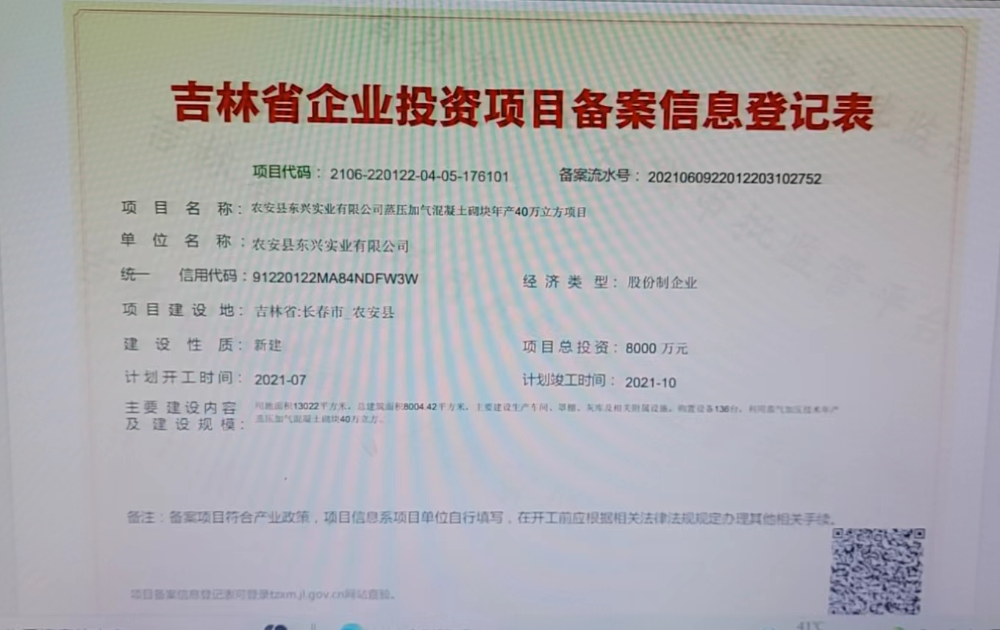 吉林省企业投资项目备案信息登记表
项目代码：2106-220122-04-05-176101 备案流水号：2021060922012203102752
项目名称：农安县东兴实业有限公司蒸压加气混凝土砌块年产40万立方项目
单位名称：农安县东兴实业有限公司
统一 信用代码：91220122MA84NDFW3W 经济类型：股份制企业
项目建设地：吉林省:长春市_农安县
建设性质：新建 项目总投资：8000 万元
计划开工时间：2021-07 计划竣工时间：2021-10
主要建设内容 用地面积13022平方米，总建筑面积8004.42平方米，主要建设生产车间、罩棚、灰库及相关附属设施。购置设备136台，利用蒸气加压技术年产
及建设规模：蒸压加气混凝土砌块40万立方。
备注：备案项目符合产业政策，项目信息系项目单位自行填写，在开工前应根据相关法律法规规定办理其他相关手续。
项目备案信息登记表可登录tzxm.jl.gov.cn网站查验。